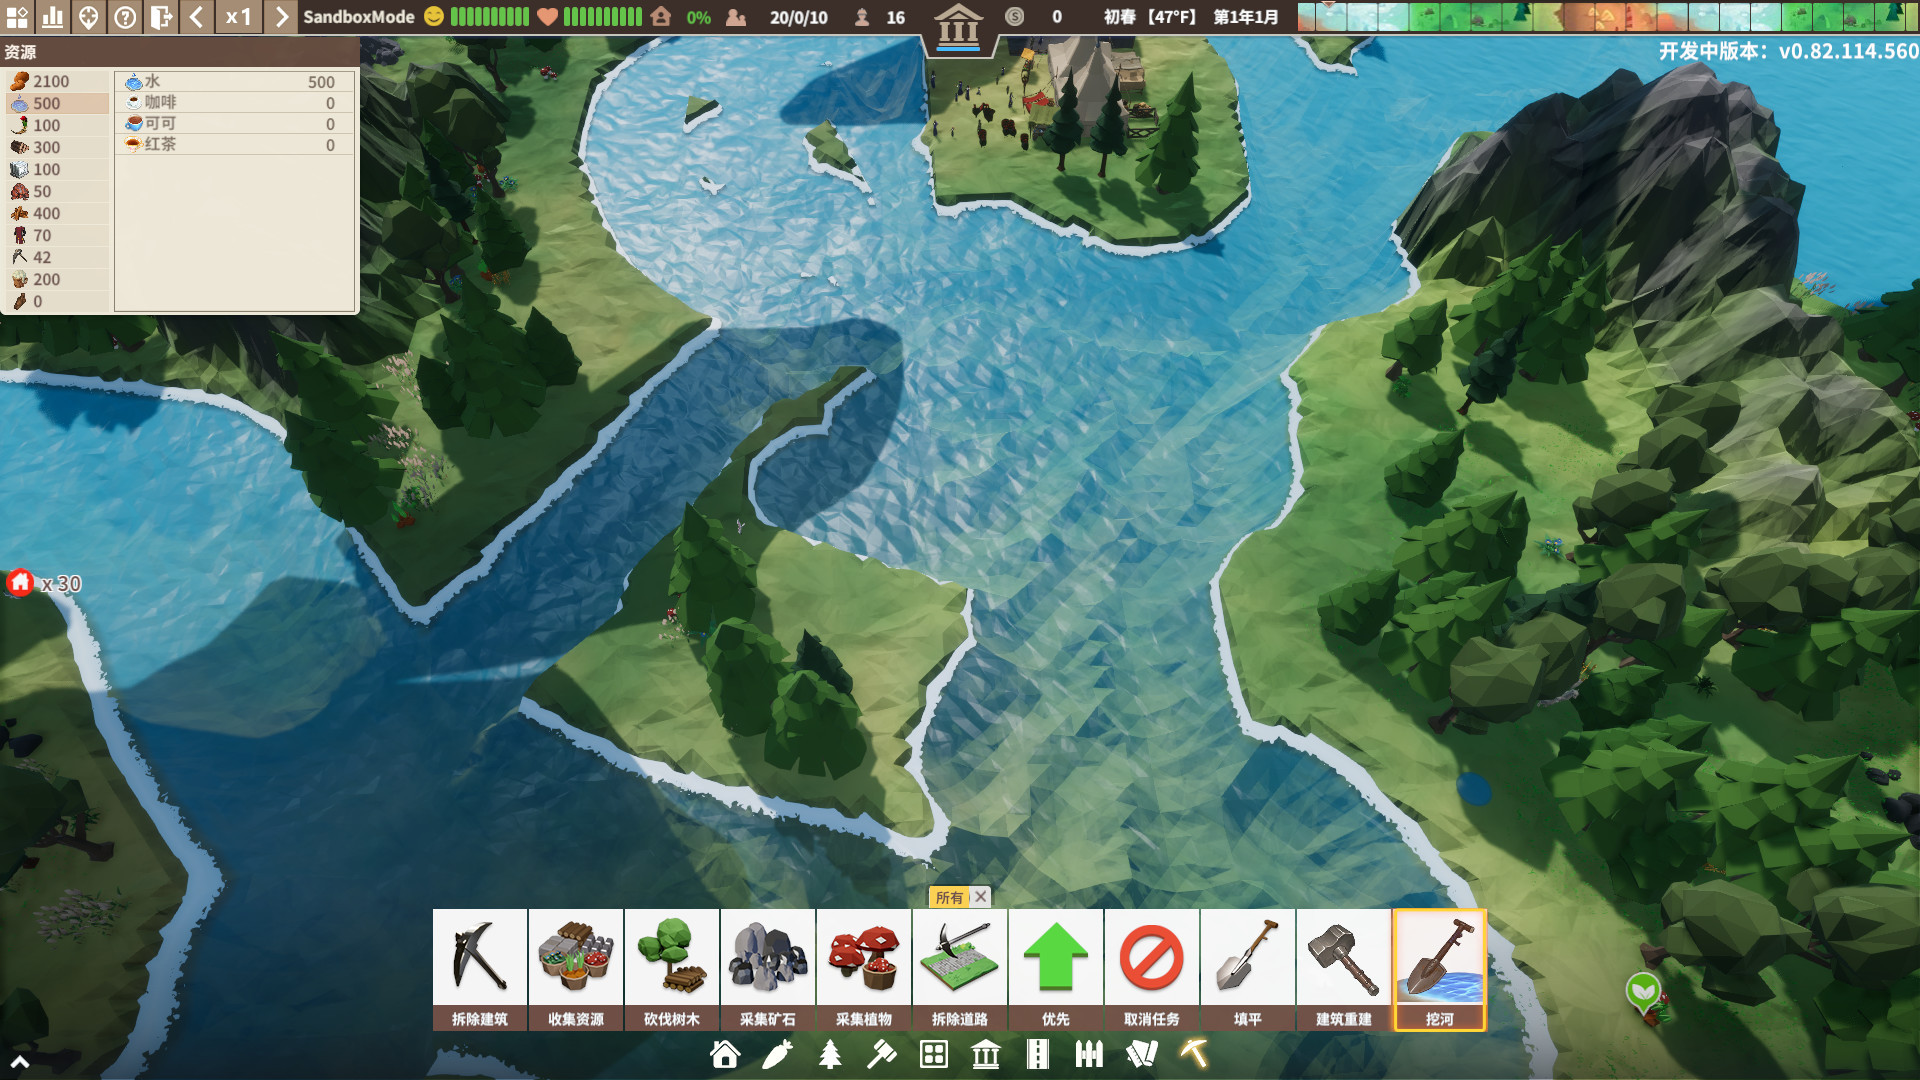 x1 SandboxMode 0% 20/0/10 16 0 初春【47°F】 第1年1月
资源
开发中版本: v0.82.114.560
2100
500
100
300
100
50
400
70
42
200
0
水 500
咖啡 0
可可 0
红茶 0
x 30
所有
拆除建筑 收集资源 砍伐树木 采集矿石 采集植物 拆除道路 优先 取消任务 填平 建筑重建 挖河